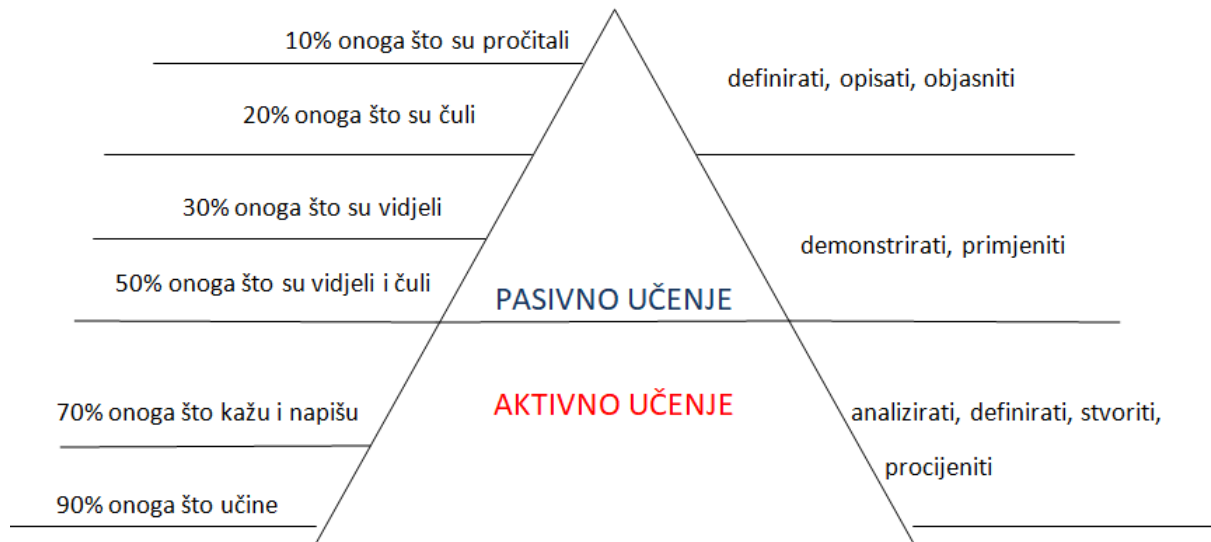 10% onoga što su pročitali
definirati, opisati, objasniti
20% onoga što su čuli
30% onoga što su vidjeli
demonstrirati, primjeniti
50% onoga što su vidjeli i čuli
PASIVNO UČENJE
AKTIVNO UČENJE
70% onoga što kažu i napišu
analizirati, definirati, stvoriti,
procijeniti
90% onoga što učine